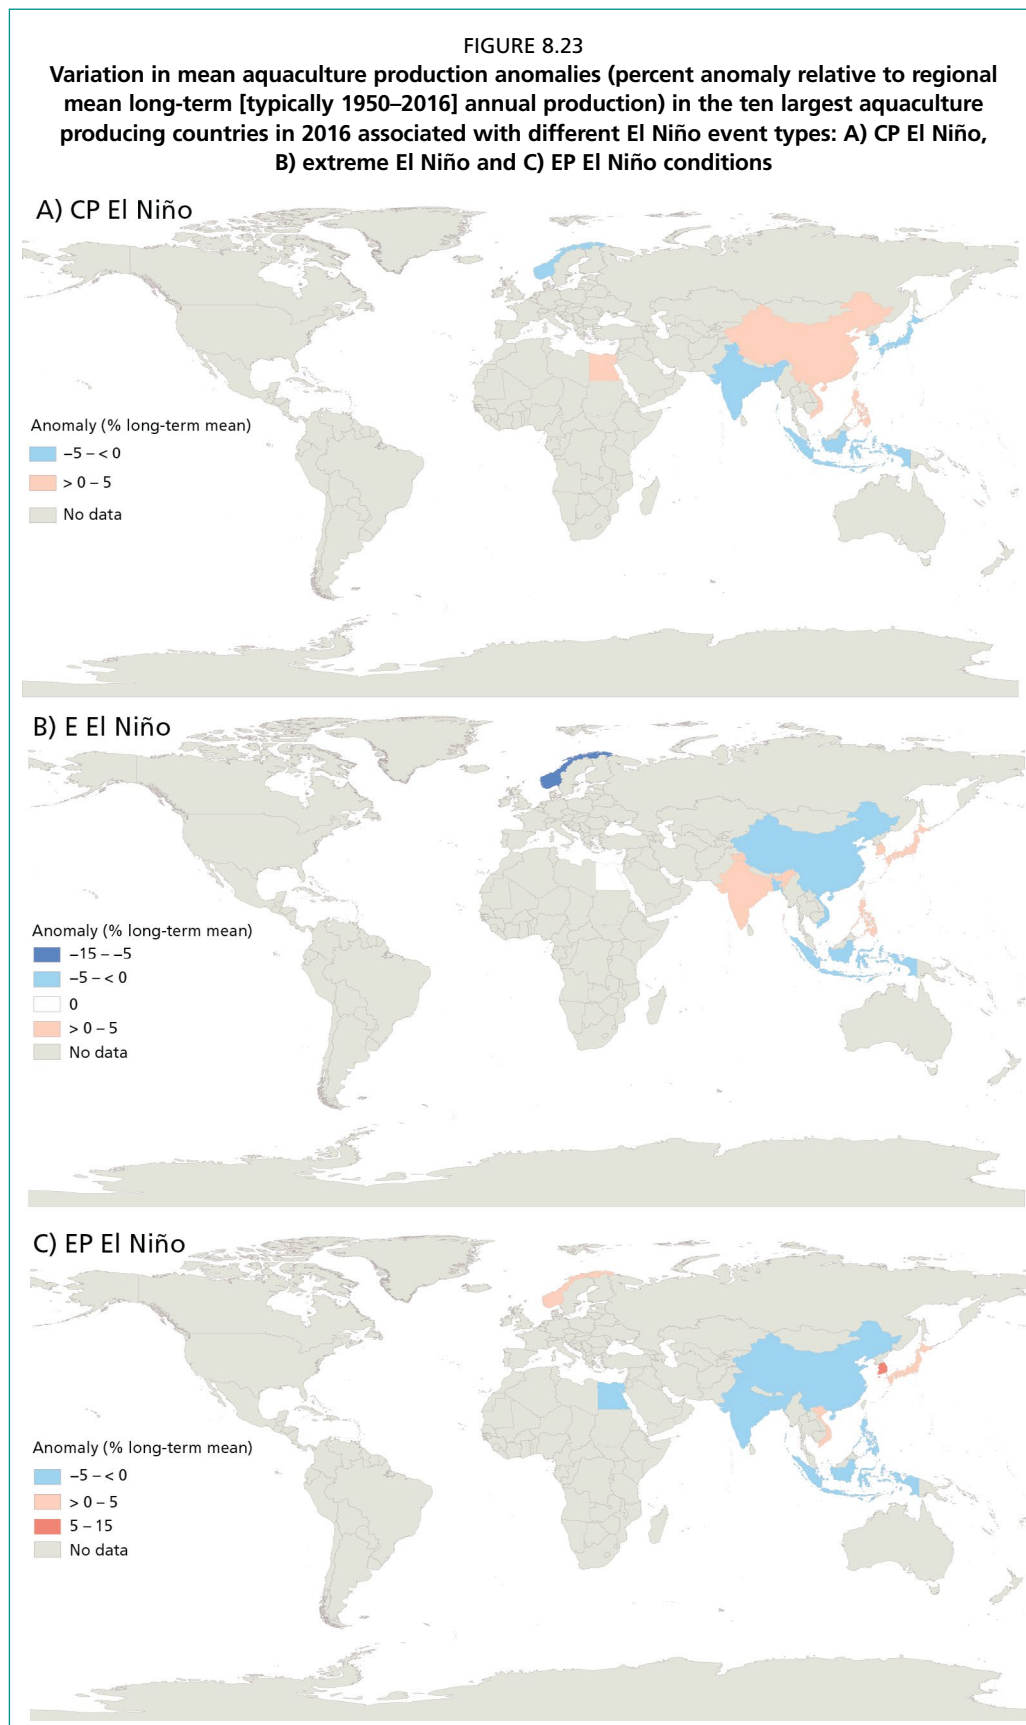 FIGURE 8.23
Variation in mean aquaculture production anomalies (percent anomaly relative to regional
mean long-term [typically 1950–2016] annual production) in the ten largest aquaculture
producing countries in 2016 associated with different El Niño event types: A) CP El Niño,
B) extreme El Niño and C) EP El Niño conditions
A) CP El Niño
Anomaly (% long-term mean)
–5 – < 0
> 0 – 5
No data
B) E El Niño
Anomaly (% long-term mean)
–15 – –5
–5 – < 0
0
> 0 – 5
No data
C) EP El Niño
Anomaly (% long-term mean)
–5 – < 0
> 0 – 5
5 – 15
No data